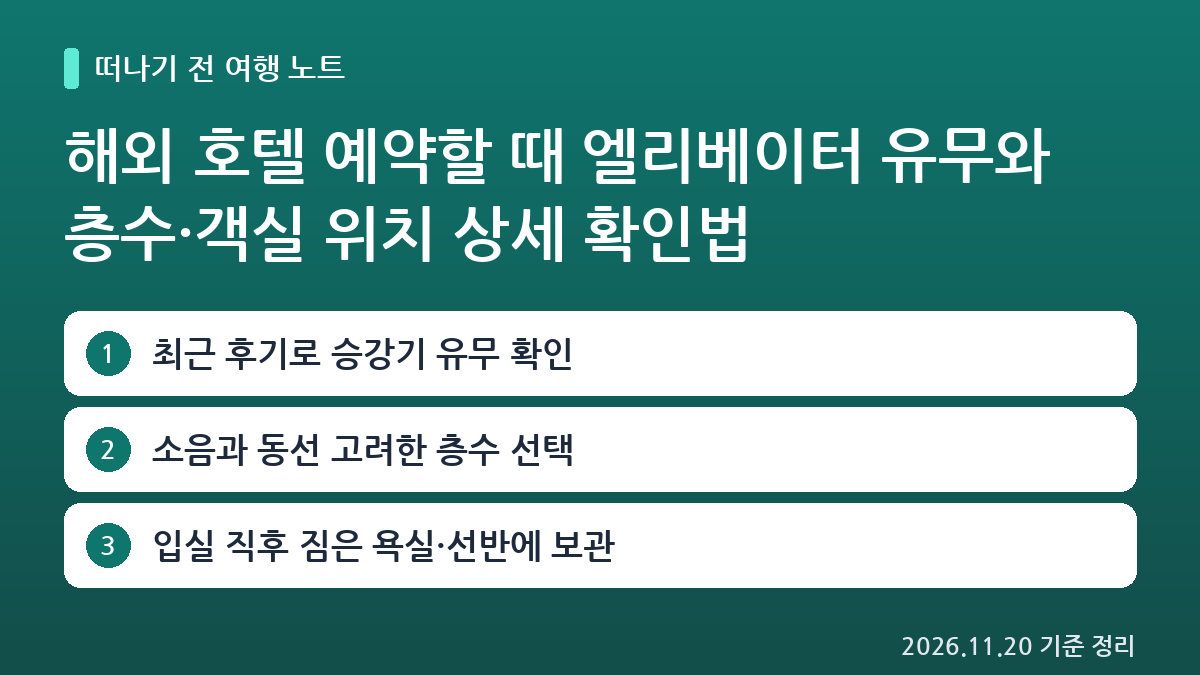 떠나기 전 여행 노트
해외 호텔 예약할 때 엘리베이터 유무와
층수·객실 위치 상세 확인법
1 최근 후기로 승강기 유무 확인
2 소음과 동선 고려한 층수 선택
3 입실 직후 짐은 욕실·선반에 보관
2026.11.20 기준 정리